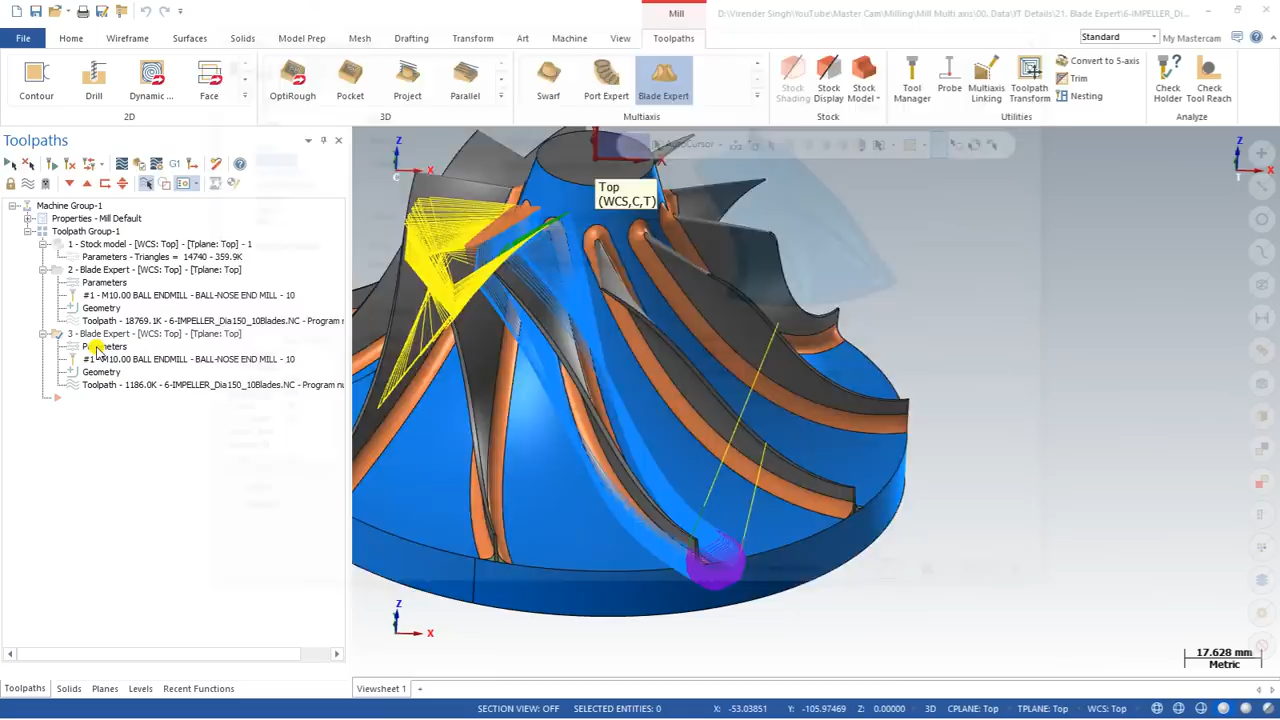 Mill
D:\Virender Singh\YouTube\Master Cam\Milling\Mill Multi axis\00. Data\YT Details\21. Blade Expert\6-IMPELLER_Dia150_10Blades.m...
File
Home
Wireframe
Surfaces
Solids
Model Prep
Mesh
Drafting
Transform
Art
Machine
View
Toolpaths
Standard
My Mastercam
Contour
Drill
Dynamic ...
Face
OptiRough
Pocket
Project
Parallel
Swarf
Port Expert
Blade Expert
Stock Shading
Stock Display
Stock Model
Tool Manager
Probe
Multiaxis Linking
Toolpath Transform
Convert to 5-axis
Trim
Nesting
Check Holder
Check Tool Reach
2D
3D
Multiaxis
Stock
Utilities
Analyze
Toolpaths
G1
Machine Group-1
Properties - Mill Default
Toolpath Group-1
1 - Stock model - [WCS: Top] - [Tplane: Top] - 1
Parameters - Triangles = 14740 - 359.9K
2 - Blade Expert - [WCS: Top] - [Tplane: Top]
Parameters
#1 - M10.00 BALL ENDMILL - BALL-NOSE END MILL - 10
Geometry
Toolpath - 18769.1K - 6-IMPELLER_Dia150_10Blades.NC - Program n
3 - Blade Expert - [WCS: Top] - [Tplane: Top]
Parameters
#1 - M10.00 BALL ENDMILL - BALL-NOSE END MILL - 10
Geometry
Toolpath - 1186.0K - 6-IMPELLER_Dia150_10Blades.NC - Program nu
AutoCursor
Z
X
C
Top
(WCS,C,T)
Z
X
T
Z
X
17.628 mm
Metric
Toolpaths
Solids
Planes
Levels
Recent Functions
Viewsheet 1
+
SECTION VIEW: OFF
SELECTED ENTITIES: 0
X: -53.03851
Y: -105.97469
Z: 0.00000
3D
CPLANE: Top
TPLANE: Top
WCS: Top